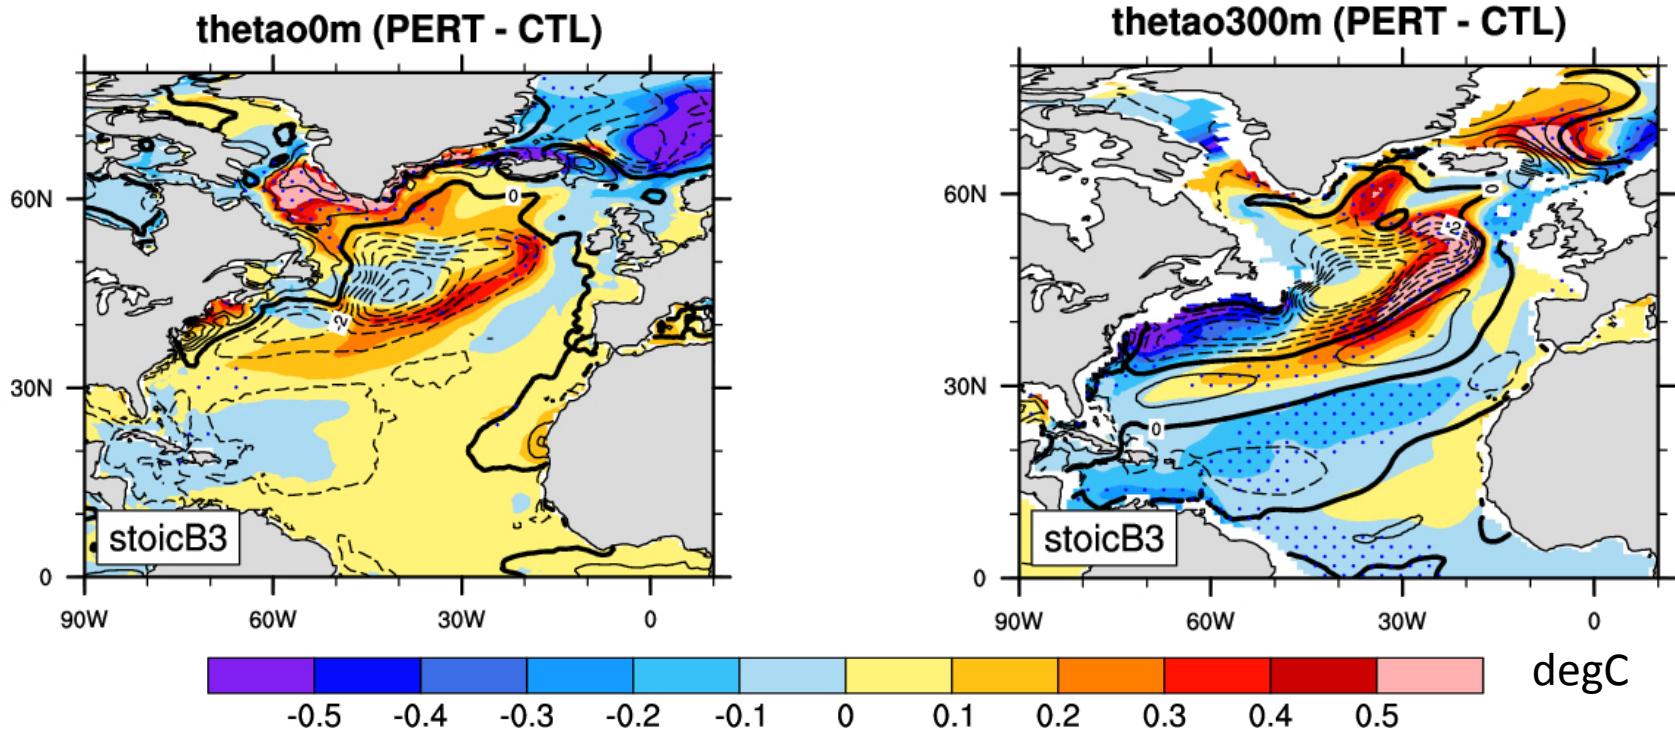 thetao0m (PERT - CTL)
60N
30N
0
90W 60W 30W 0
0
-2
stoicB3
thetao300m (PERT - CTL)
60N
30N
0
90W 60W 30W 0
0
-2
0
stoicB3
-0.5 -0.4 -0.3 -0.2 -0.1 0 0.1 0.2 0.3 0.4 0.5
degC